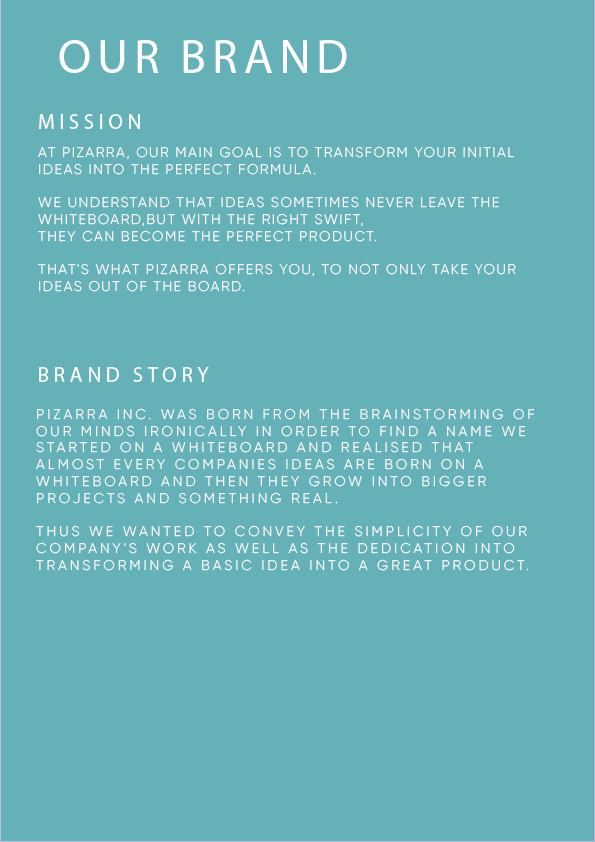 OUR BRAND
MISSION
AT PIZARRA, OUR MAIN GOAL IS TO TRANSFORM YOUR INITIAL
IDEAS INTO THE PERFECT FORMULA.
WE UNDERSTAND THAT IDEAS SOMETIMES NEVER LEAVE THE
WHITEBOARD,BUT WITH THE RIGHT SWIFT,
THEY CAN BECOME THE PERFECT PRODUCT.
THAT'S WHAT PIZARRA OFFERS YOU, TO NOT ONLY TAKE YOUR
IDEAS OUT OF THE BOARD.
BRAND STORY
PIZARRA INC. WAS BORN FROM THE BRAINSTORMING OF
OUR MINDS IRONICALLY IN ORDER TO FIND A NAME WE
STARTED ON A WHITEBOARD AND REALISED THAT
ALMOST EVERY COMPANIES IDEAS ARE BORN ON A
WHITEBOARD AND THEN THEY GROW INTO BIGGER
PROJECTS AND SOMETHING REAL.
THUS WE WANTED TO CONVEY THE SIMPLICITY OF OUR
COMPANY'S WORK AS WELL AS THE DEDICATION INTO
TRANSFORMING A BASIC IDEA INTO A GREAT PRODUCT.